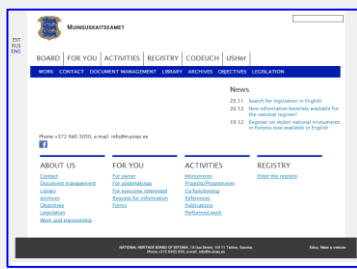 MUINSUSKAITSEAMET
EST
RUS
ENG
BOARD FOR YOU ACTIVITIES REGISTRY CODEUCH USHer
WORK CONTACT DOCUMENT MANAGEMENT LIBRARY ARCHIVES OBJECTIVES LEGISLATION
News
25.11 Search for legislation in English
20.12 New information booklets available for the national register!
10.12 Register on stolen national monuments in Estonia now available in English
Phone +372 640 3050, e-mail: info@muinas.ee
ABOUT US
Contact
Document management
Library
Archives
Objectives
Legislation
Work and traineeship
FOR YOU
For owner
For undertakings
For everyone interested
Request for information
Forms
ACTIVITIES
Monuments
Projects/Programmes
Co-functioning
References
Publications
Performed work
REGISTRY
Enter the registry
NATIONAL HERITAGE BOARD OF ESTONIA